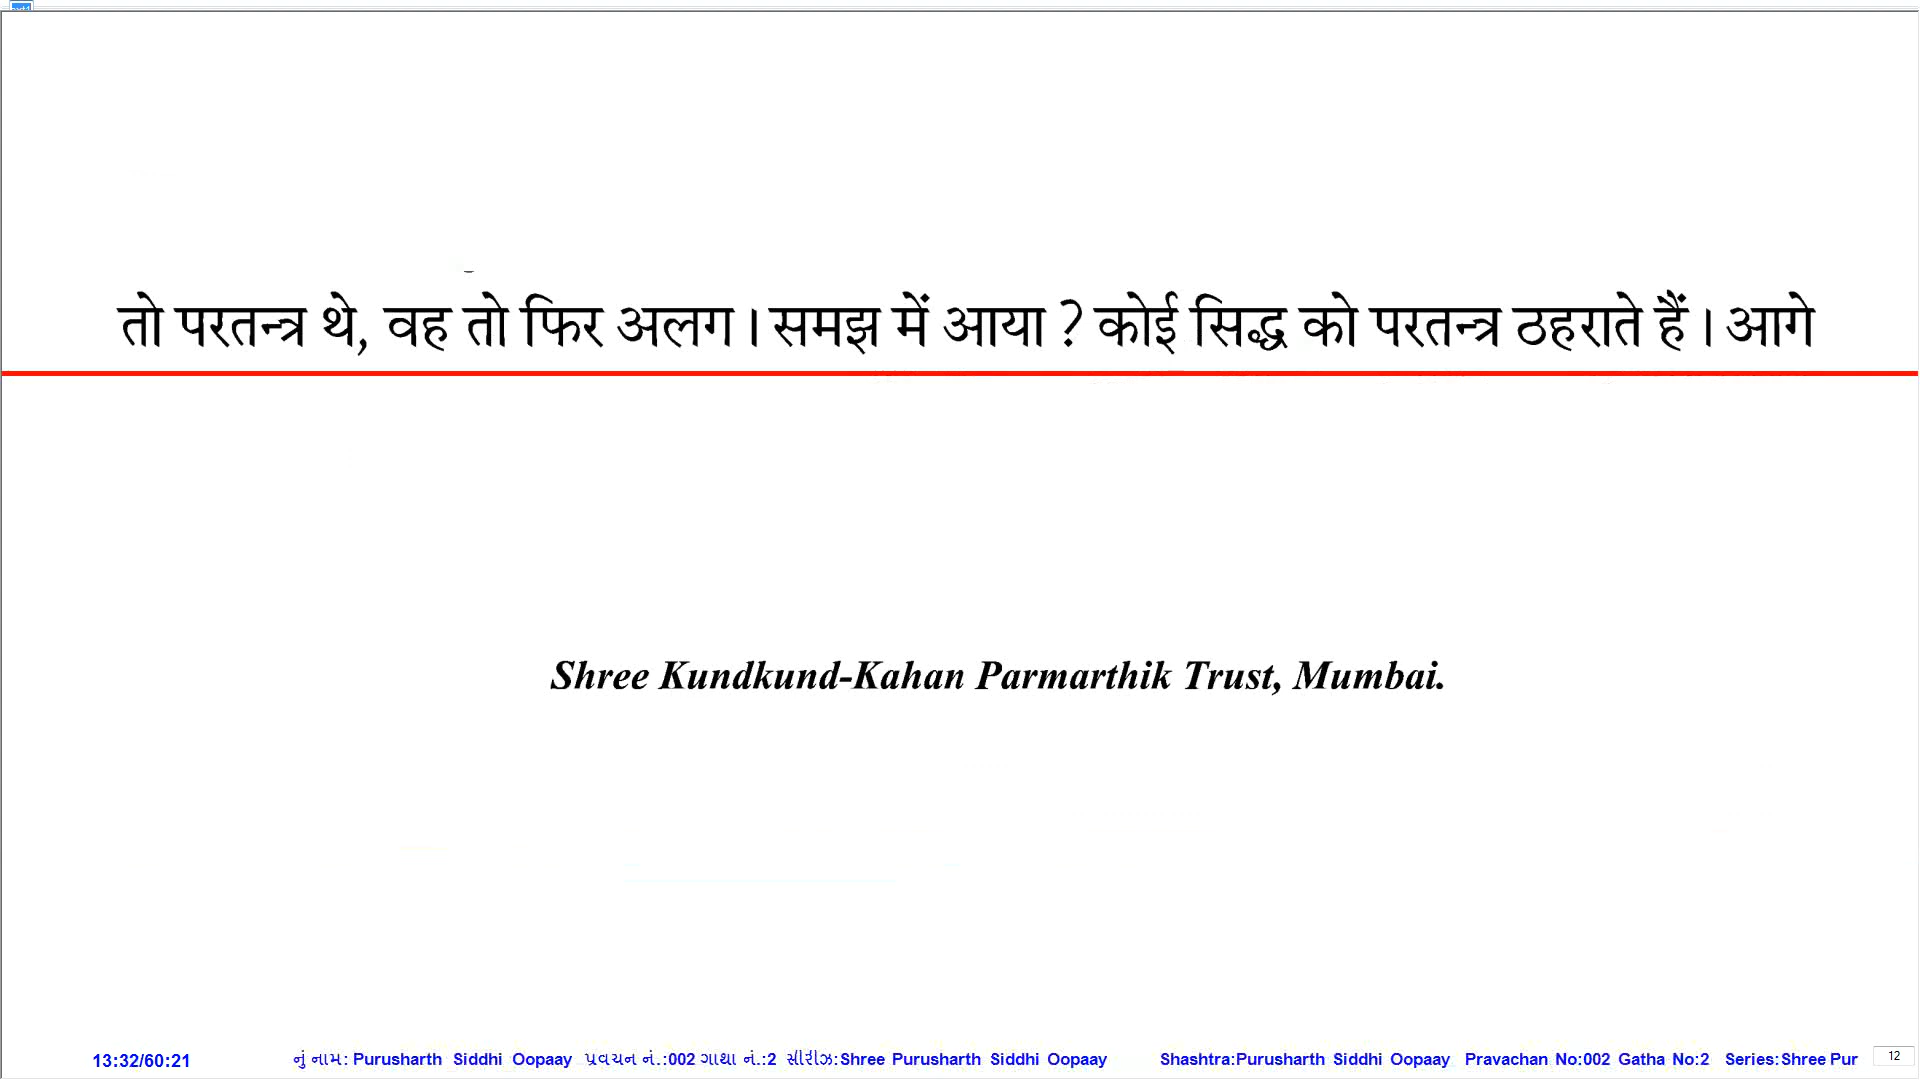 तो परतन्त्र थे, वह तो फिर अलग । समझ में आया ? कोई सिद्ध को परतन्त्र ठहराते हैं । आगे
Shree Kundkund-Kahan Parmarthik Trust, Mumbai.
13:32/60:21 નું નામ: Purusharth Siddhi Oopaay પ્રવચન નં.:002 ગાથા નં.:2 સીરીઝ:Shree Purusharth Siddhi Oopaay Shashtra:Purusharth Siddhi Oopaay Pravachan No:002 Gatha No:2 Series:Shree Pur 12